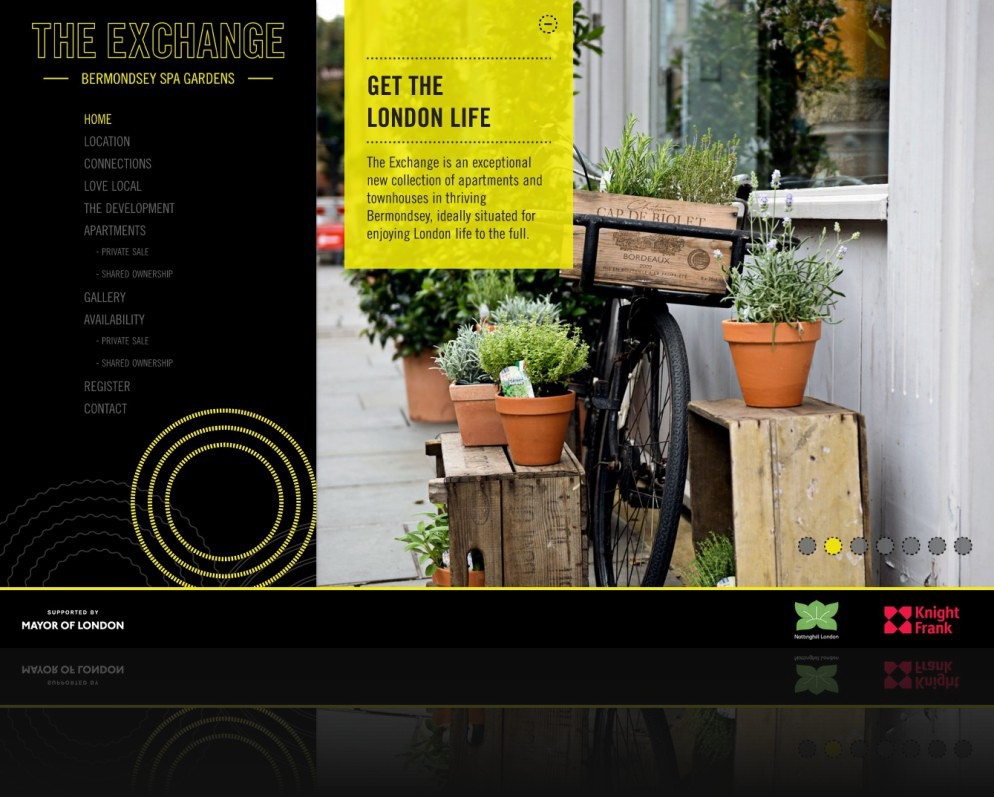 THE EXCHANGE
BERMONDSEY SPA GARDENS
HOME
LOCATION
CONNECTIONS
LOVE LOCAL
THE DEVELOPMENT
APARTMENTS
- PRIVATE SALE
- SHARED OWNERSHIP
GALLERY
AVAILABILITY
- PRIVATE SALE
- SHARED OWNERSHIP
REGISTER
CONTACT
GET THE
LONDON LIFE
The Exchange is an exceptional
new collection of apartments and
townhouses in thriving
Bermondsey, ideally situated for
enjoying London life to the full.
CAP DE BIOLET
BORDEAUX
SUPPORTED BY
MAYOR OF LONDON
Nottinghill London
Knight
Frank